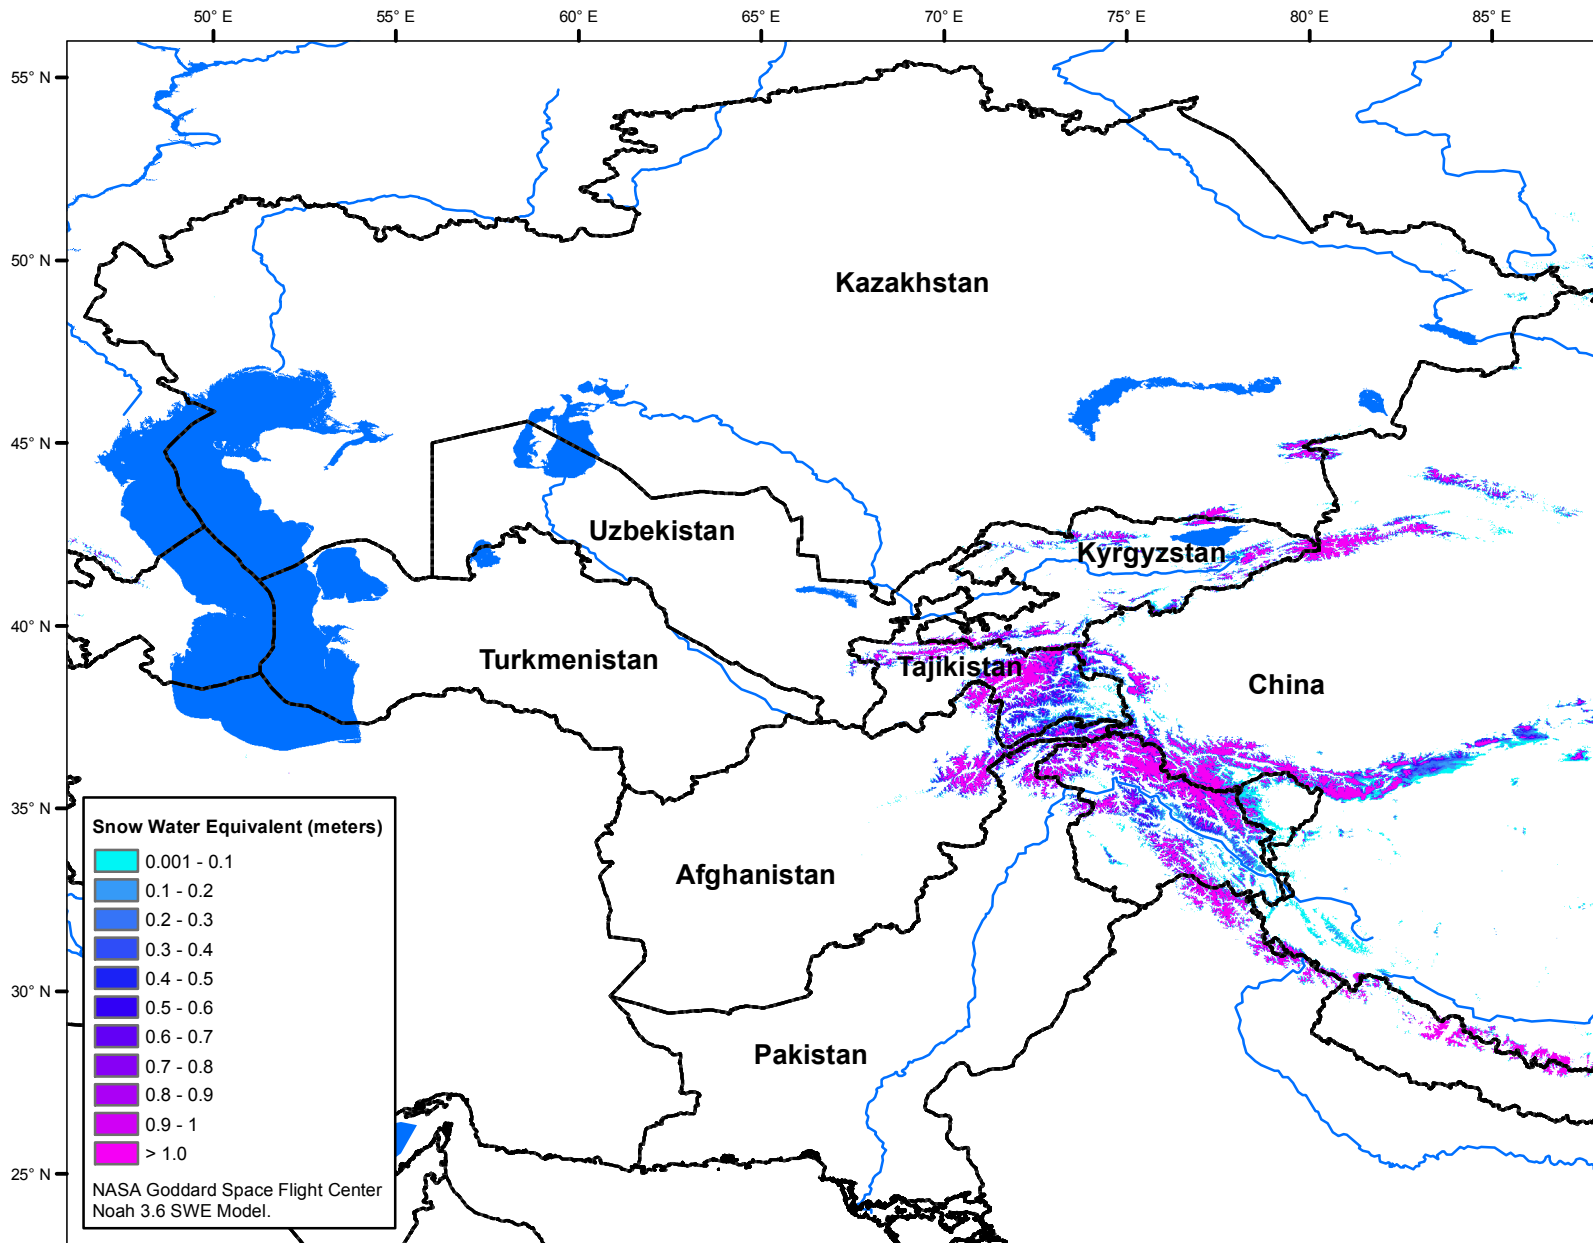 50° E 55° E 60° E 65° E 70° E 75° E 80° E 85° E
55° N
50° N
Kazakhstan
45° N
Uzbekistan
Kyrgyzstan
40° N
Turkmenistan
Tajikistan
China
35° N
Snow Water Equivalent (meters)
0.001 - 0.1
0.1 - 0.2
0.2 - 0.3
0.3 - 0.4
0.4 - 0.5
0.5 - 0.6
0.6 - 0.7
0.7 - 0.8
0.8 - 0.9
0.9 - 1
> 1.0
NASA Goddard Space Flight Center
Noah 3.6 SWE Model.
Afghanistan
30° N
Pakistan
25° N